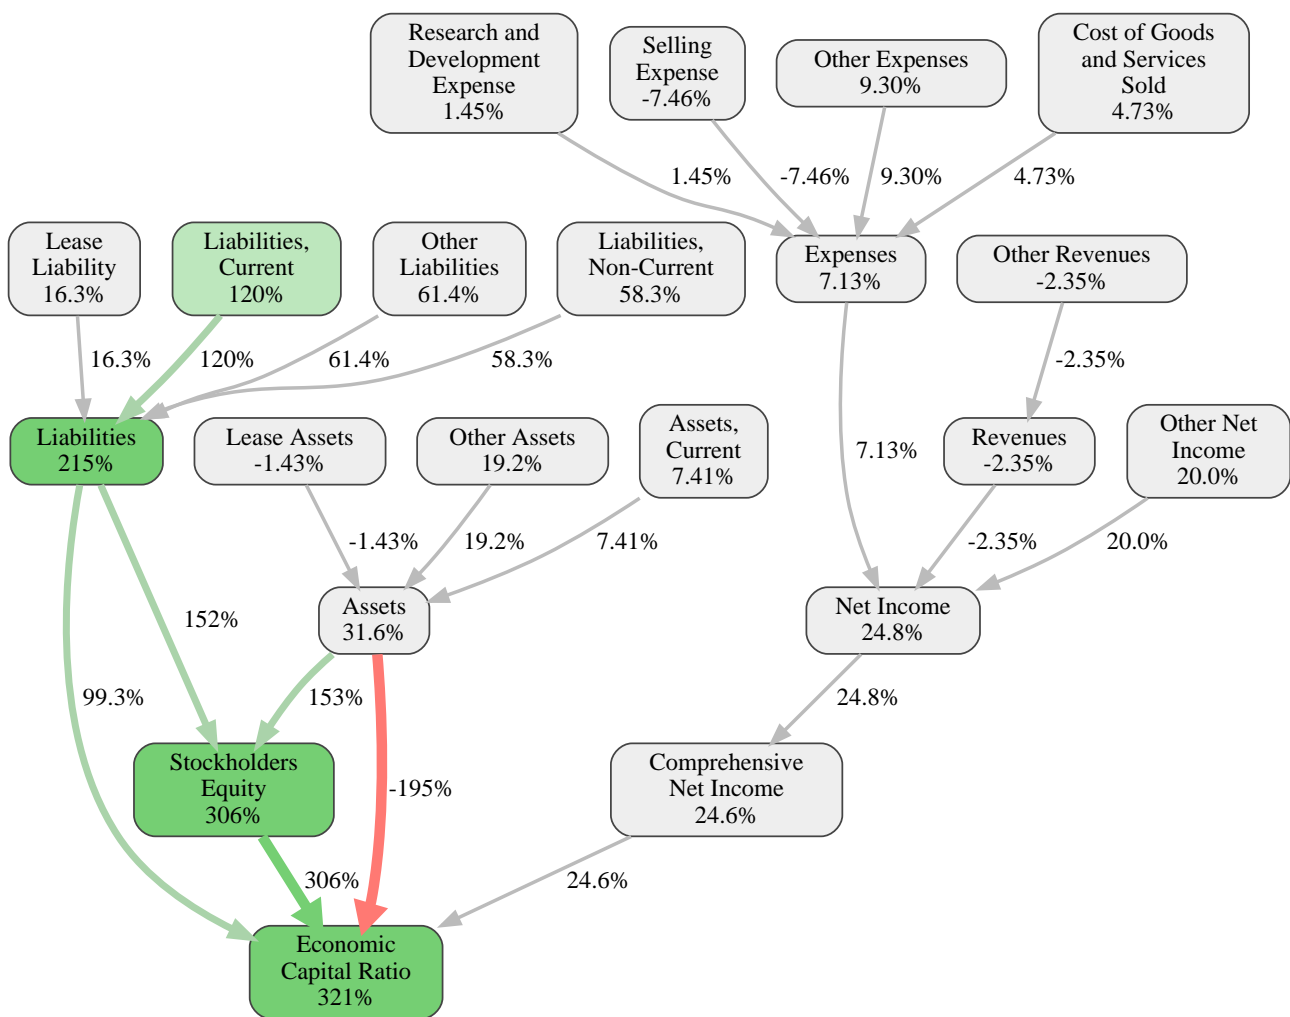 Research and
Development
Expense
1.45%
Selling
Expense
-7.46%
Other Expenses
9.30%
Cost of Goods
and Services
Sold
4.73%
1.45%
-7.46%
9.30%
4.73%
Lease
Liability
16.3%
Liabilities,
Current
120%
Other
Liabilities
61.4%
Liabilities,
Non-Current
58.3%
Expenses
7.13%
Other Revenues
-2.35%
16.3%
120%
61.4%
58.3%
-2.35%
Liabilities
215%
Lease Assets
-1.43%
Other Assets
19.2%
Assets,
Current
7.41%
7.13%
Revenues
-2.35%
Other Net
Income
20.0%
-1.43%
19.2%
7.41%
-2.35%
20.0%
152%
Assets
31.6%
Net Income
24.8%
99.3%
153%
24.8%
Stockholders
Equity
306%
-195%
Comprehensive
Net Income
24.6%
306%
24.6%
Economic
Capital Ratio
321%